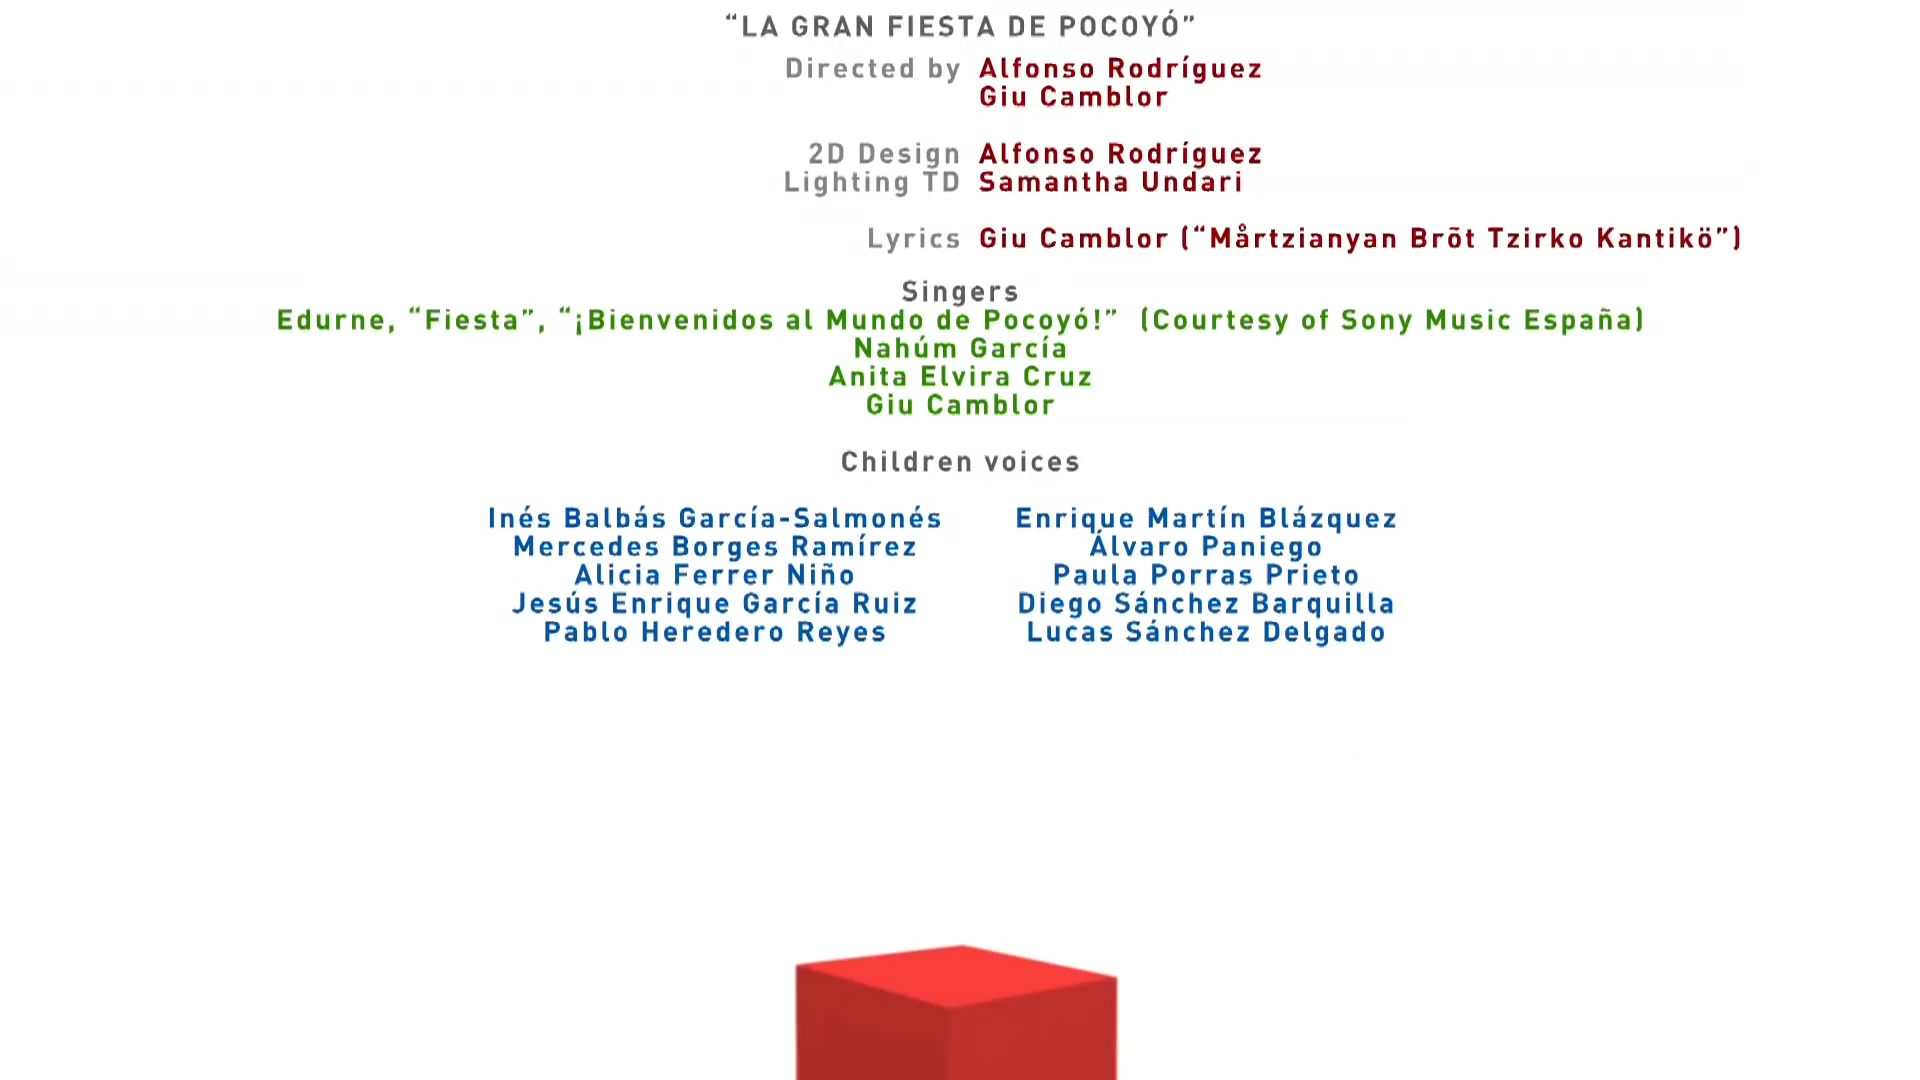 “LA GRAN FIESTA DE POCOYÓ”
Directed by Alfonso Rodríguez
Giu Camblor
2D Design Alfonso Rodríguez
Lighting TD Samantha Undari
Lyrics Giu Camblor (“Mårtzianyan Brõt Tzirko Kantikö”)
Singers
Edurne, “Fiesta”, “¡Bienvenidos al Mundo de Pocoyó!” (Courtesy of Sony Music España)
Nahúm García
Anita Elvira Cruz
Giu Camblor
Children voices
Inés Balbás García-Salmonés
Mercedes Borges Ramírez
Alicia Ferrer Niño
Jesús Enrique García Ruiz
Pablo Heredero Reyes
Enrique Martín Blázquez
Álvaro Paniego
Paula Porras Prieto
Diego Sánchez Barquilla
Lucas Sánchez Delgado